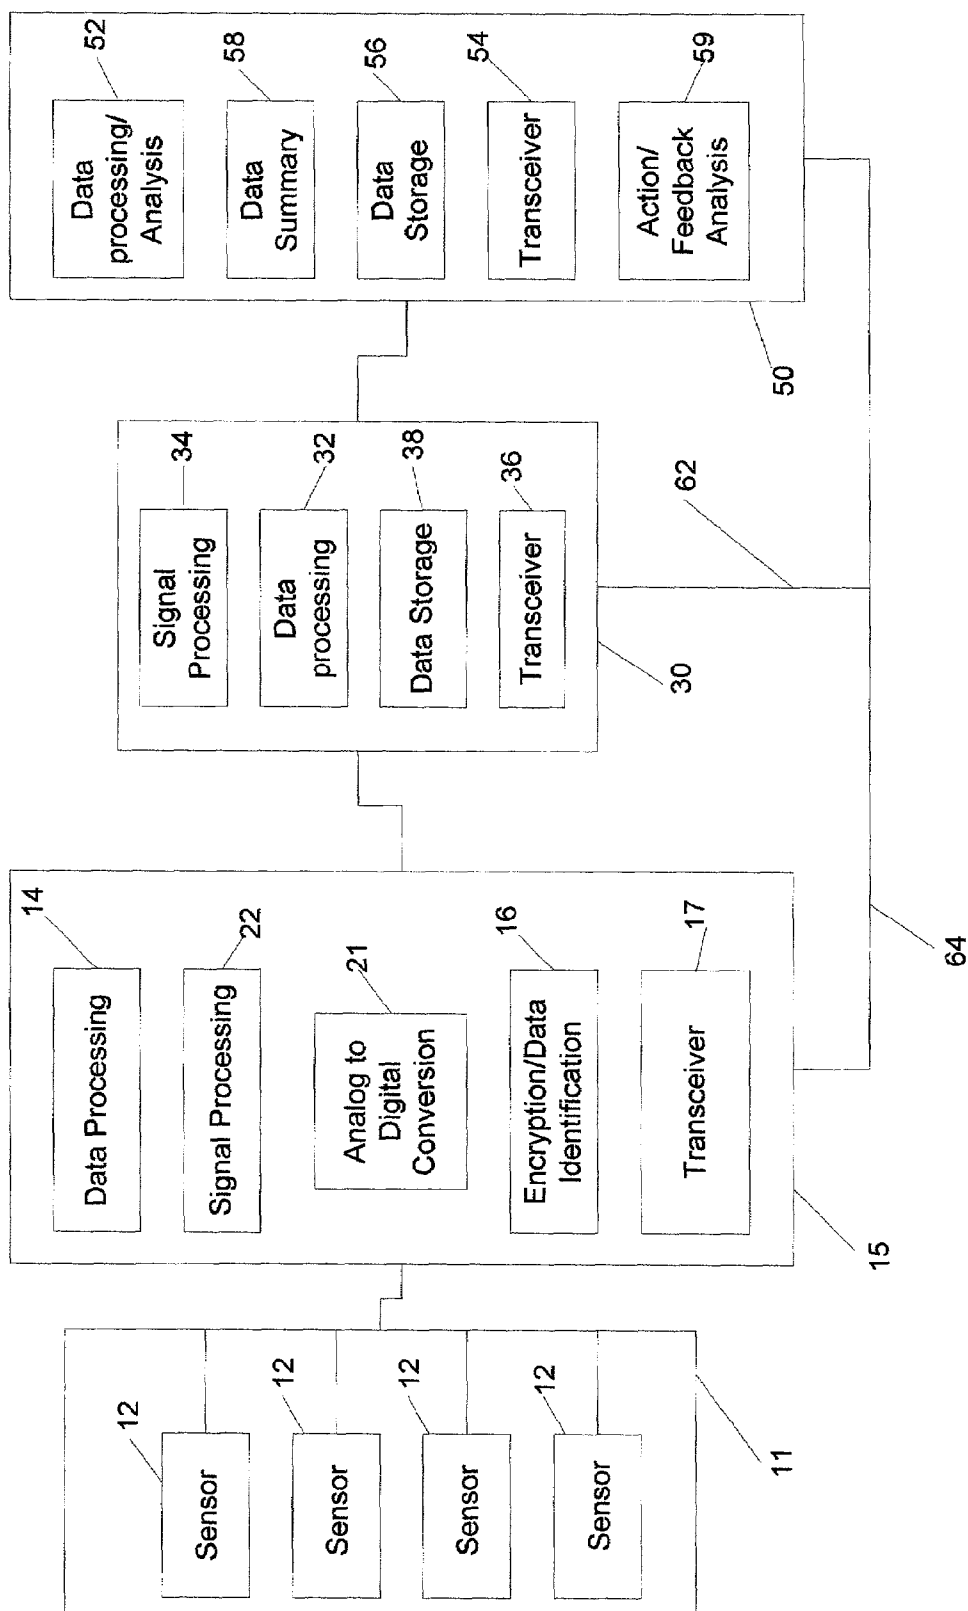 Sensor
12
Sensor
12
Sensor
12
Sensor
12
11
Data Processing
14
Signal Processing
22
Analog to
Digital
Conversion
21
Encryption/Data
Identification
16
Transceiver
17
15
Signal
Processing
34
Data
processing
32
Data Storage
38
Transceiver
36
30
Data
processing/
Analysis
52
Data
Summary
58
Data
Storage
56
Transceiver
54
Action/
Feedback
Analysis
59
50
62
64